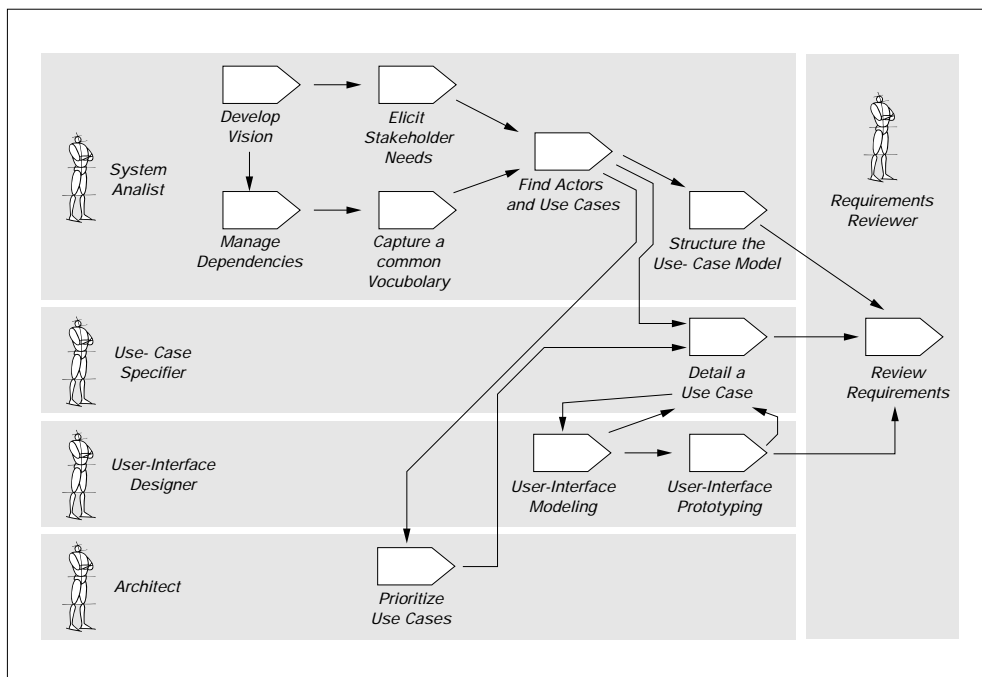 Develop
Vision
Elicit
Stakeholder
Needs
System
Analist
Find Actors
and Use Cases
Manage
Dependencies
Capture a
common
Vocubolary
Structure the
Use- Case Model
Requirements
Reviewer
Use- Case
Specifier
Detail a
Use Case
Review
Requirements
User-Interface
Designer
User-Interface
Modeling
User-Interface
Prototyping
Architect
Prioritize
Use Cases